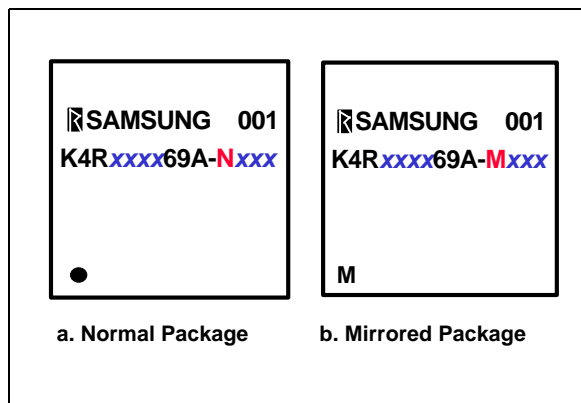 SAMSUNG 001
K4Rxxxx69A-Nxxx
a. Normal Package
SAMSUNG 001
K4Rxxxx69A-Mxxx
M
b. Mirrored Package